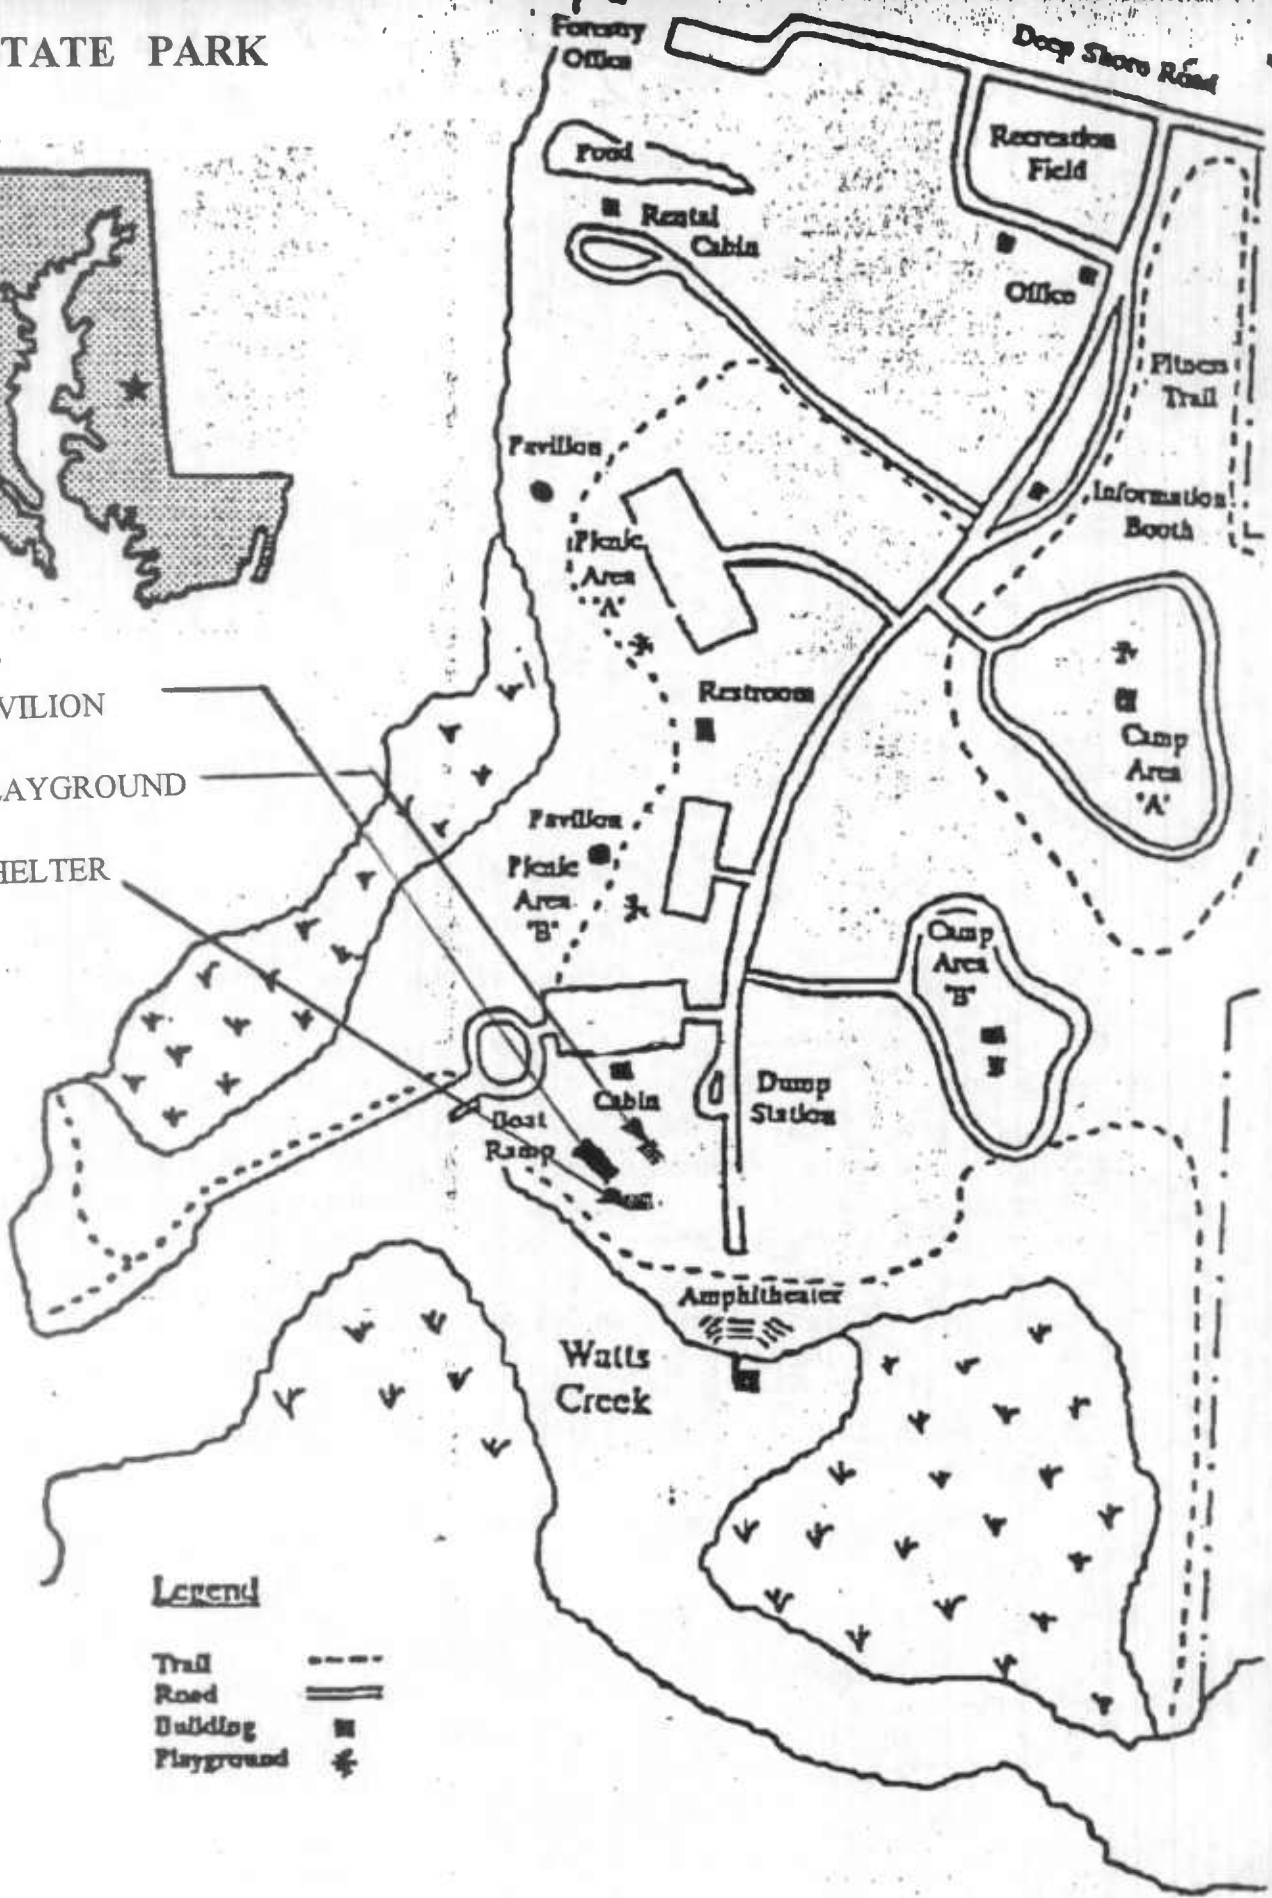 TATE PARK
Forestry
Office
Deep Shore Road
Recreation
Field
Pond
Rental
Cabin
Office
Fitness
Trail
Pavilion
Information
Booth
Picnic
Area
"A"
VILION
Restroom
Camp
Area
"A"
LAYGROUND
Pavilion
HELTER
Picnic
Area
"B"
Camp
Area
"B"
Cabin
Dump
Station
Boat
Ramp
Amphitheater
Watts
Creek
Legend
Trail
Road
Building
Playground